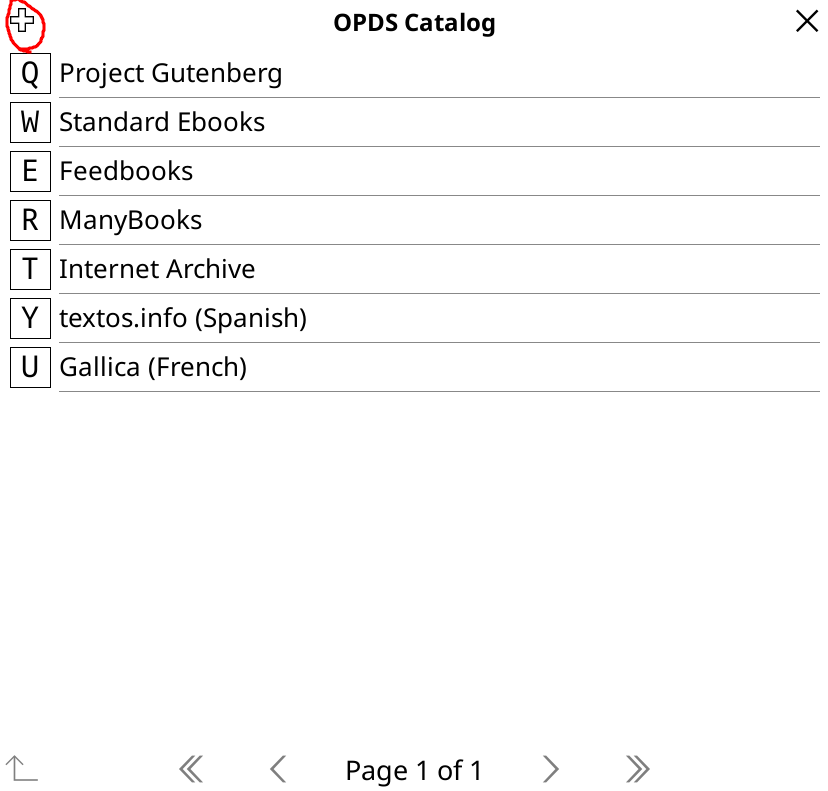 OPDS Catalog
Q Project Gutenberg
W Standard Ebooks
E Feedbooks
R ManyBooks
T Internet Archive
Y textos.info (Spanish)
U Gallica (French)
Page 1 of 1